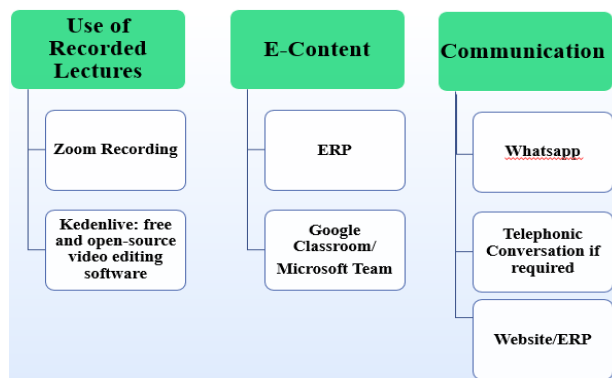 Use of
Recorded
Lectures
Zoom Recording
Kedenlive: free
and open-source
video editing
software
E-Content
ERP
Google
Classroom/
Microsoft Team
Communication
Whatsapp
Telephonic
Conversation if
required
Website/ERP